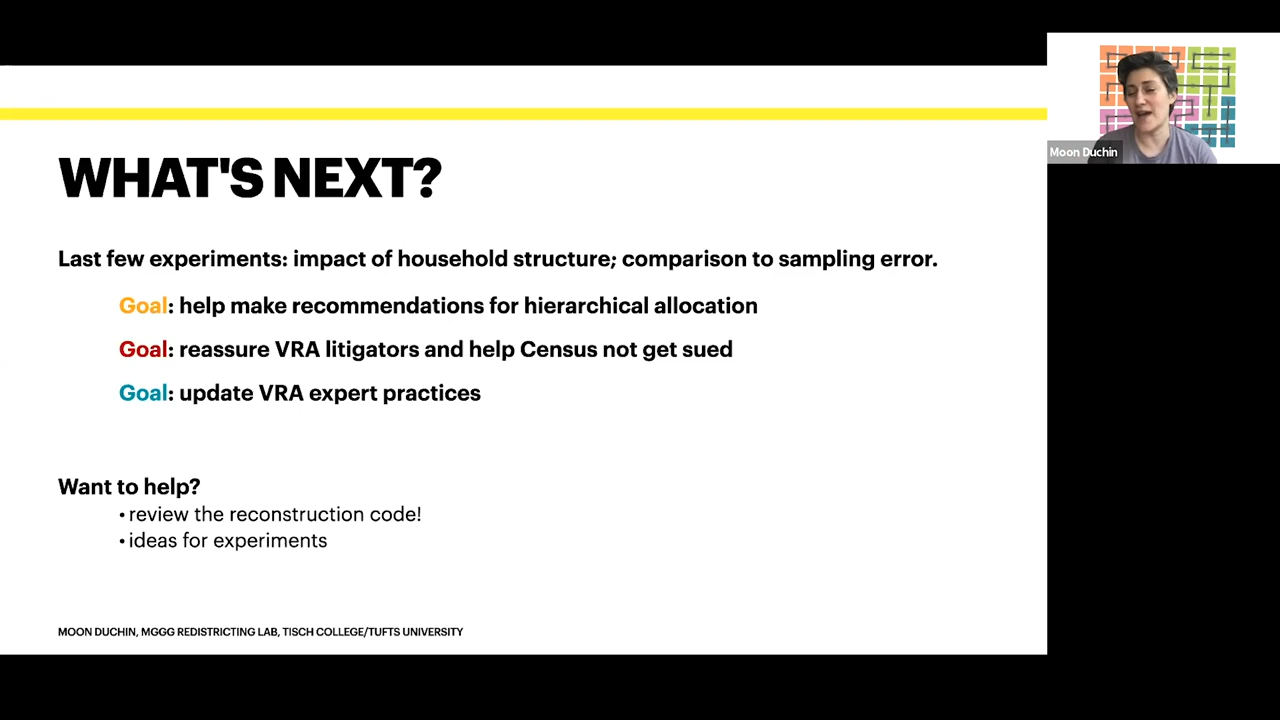 WHAT'S NEXT?
Last few experiments: impact of household structure; comparison to sampling error.
Goal: help make recommendations for hierarchical allocation
Goal: reassure VRA litigators and help Census not get sued
Goal: update VRA expert practices
Want to help?
• review the reconstruction code!
• ideas for experiments
MOON DUCHIN, MGGG REDISTRICTING LAB, TISCH COLLEGE/TUFTS UNIVERSITY
Moon Duchin